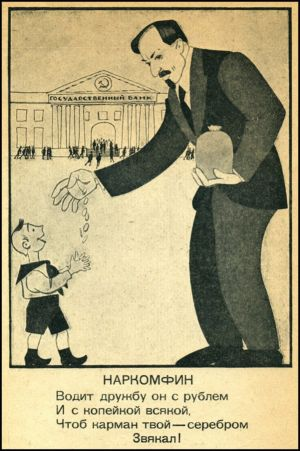 ГОСУДАРСТВЕННЫЙ БАНК
НАРКОМФИН
Водит дружбу он с рублем
И с копейкой всякой,
Чтоб карман твой—серебром
Звякал!